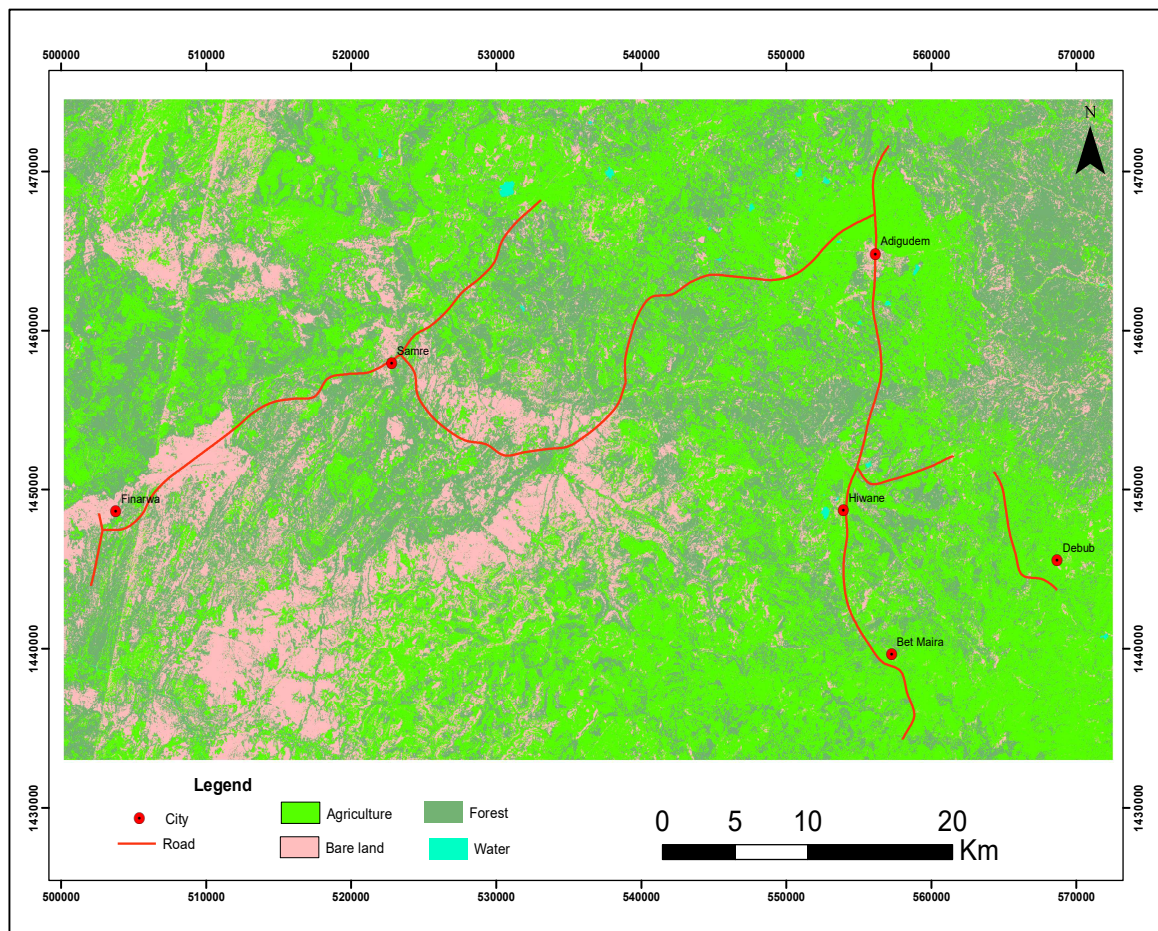 500000 510000 520000 530000 540000 550000 560000 570000
N
1470000 1470000
Adigudem
1460000 1460000
Samre
1450000 1450000
Finarwa
Hiwane
Debub
1440000 1440000
Bet Maira
1430000 1430000
Legend
City
Road
Agriculture
Bare land
Forest
Water
0 5 10 20
Km
500000 510000 520000 530000 540000 550000 560000 570000